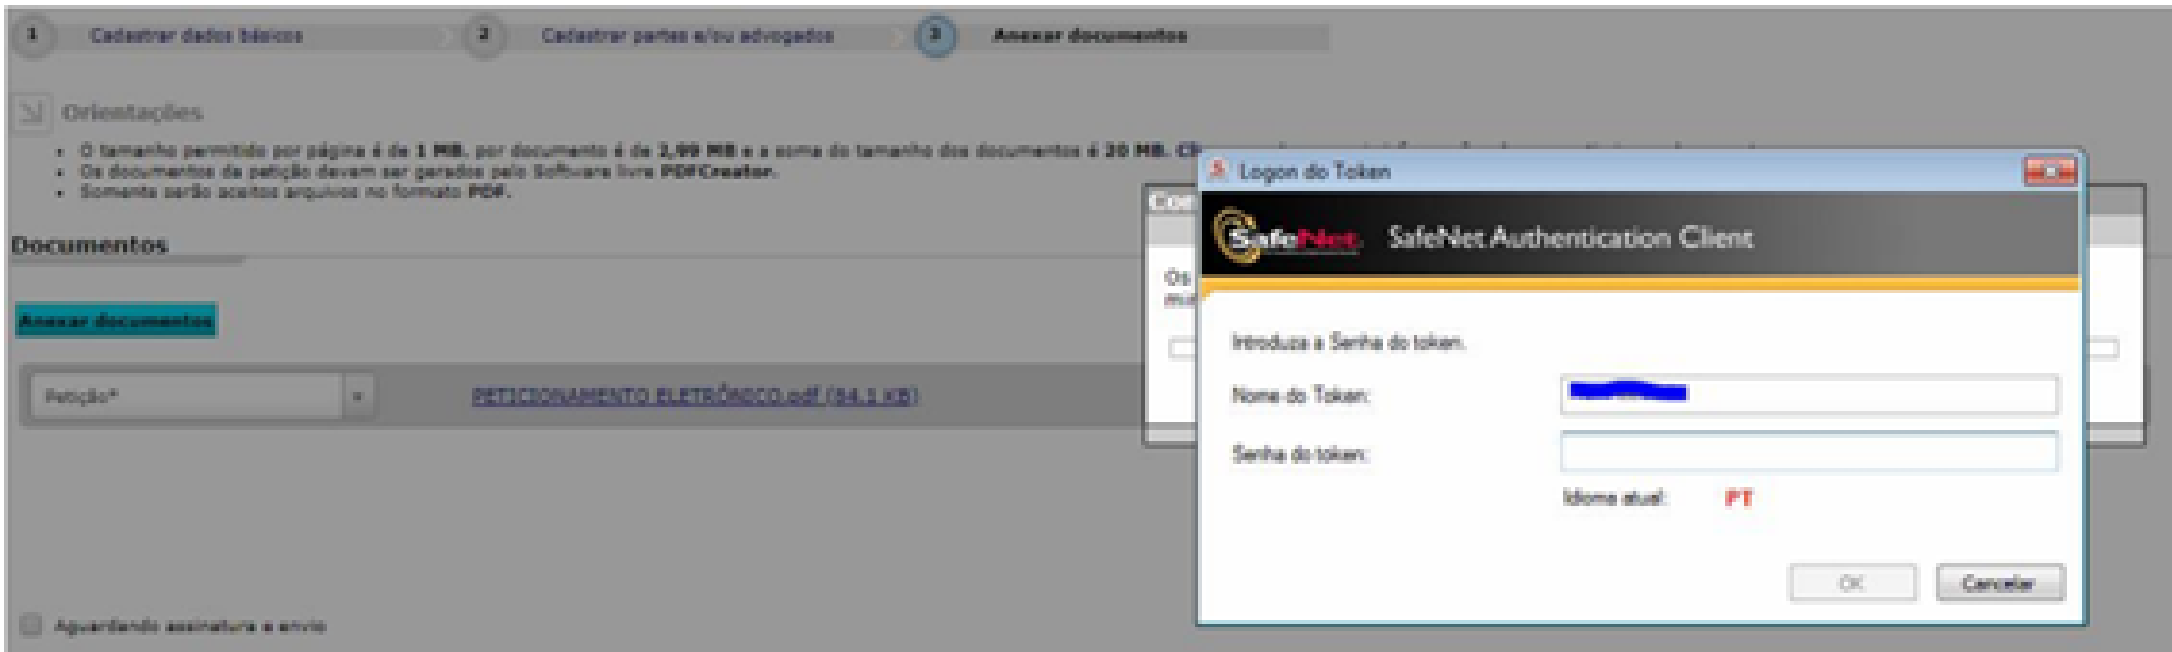 1 Cadastrar dados básicos 2 Cadastrar partes e/ou advogados 3 Anexar documentos
Orientações
• O tamanho permitido por página é de 1 MB, por documento é de 2,99 MB e a soma do tamanho dos documentos é 20 MB.
• Os documentos da petição devem ser gerados pelo Software livre PDFCreator.
• Somente serão aceitos arquivos no formato PDF.
Documentos
Anexar documentos
Petição*
PETICIONAMENTO ELETRÔNICO.pdf (94.1 KB)
Aguardando assinatura e envio
Os
Logon do Token
SafeNet SafeNet Authentication Client
Introduza a Senha do token.
Nome do Token:
Senha do token:
Idioma atual: PT
OK Cancelar